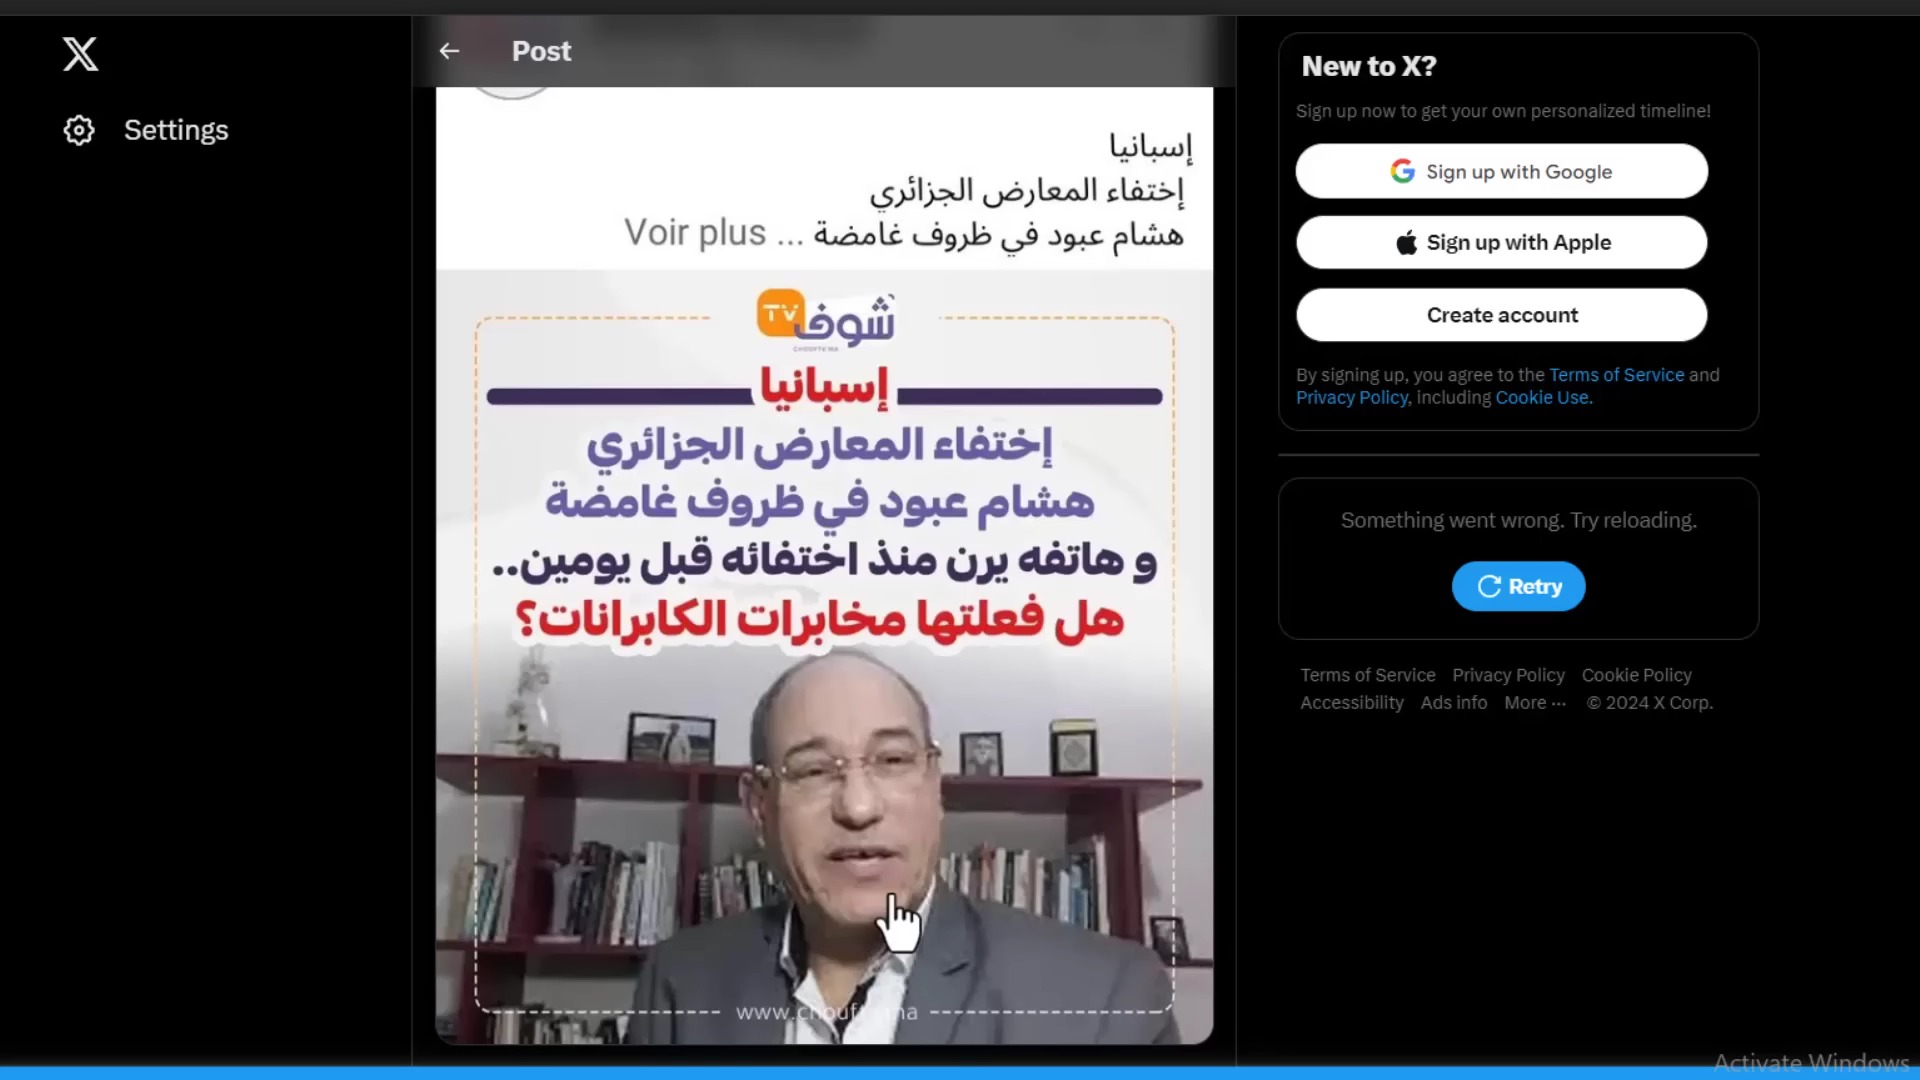 Post
Settings
إسبانيا
إختفاء المعارض الجزائري
هشام عبود في ظروف غامضة ... Voir plus
شوف TV
CHOUFTV.MA
إسبانيا
إختفاء المعارض الجزائري
هشام عبود في ظروف غامضة
و هاتفه يرن منذ اختفائه قبل يومين..
هل فعلتها مخابرات الكابرانات؟
New to X?
Sign up now to get your own personalized timeline!
Sign up with Google
Sign up with Apple
Create account
By signing up, you agree to the Terms of Service and
Privacy Policy, including Cookie Use.
Something went wrong. Try reloading.
Retry
Terms of Service Privacy Policy Cookie Policy
Accessibility Ads info More ··· © 2024 X Corp.
Activate Windows